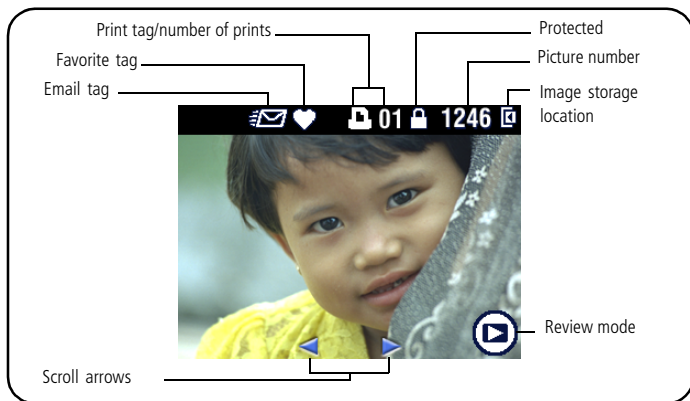 Print tag/number of prints
Protected
Favorite tag
Picture number
Email tag
Image storage
location
01 1246
Review mode
Scroll arrows